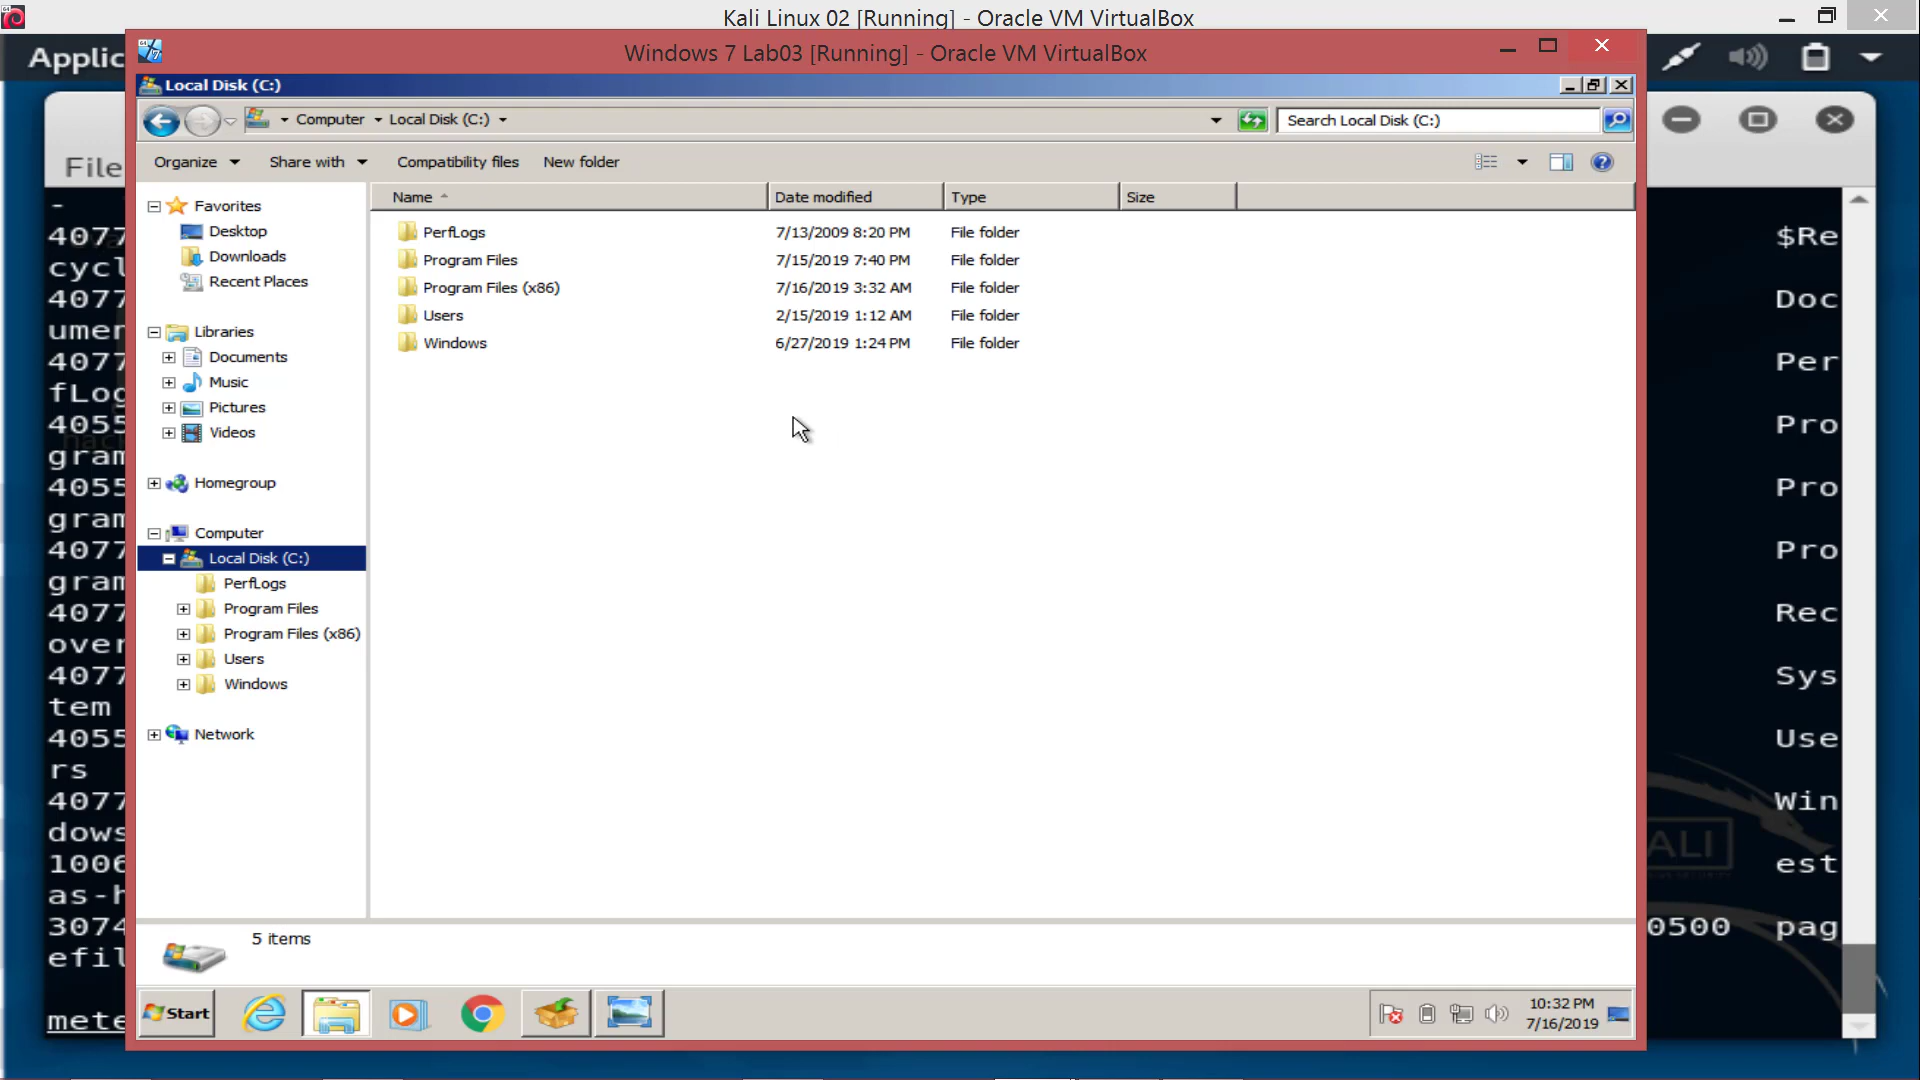 Kali Linux 02 [Running] - Oracle VM VirtualBox
Applic
Windows 7 Lab03 [Running] - Oracle VM VirtualBox
Local Disk (C:)
Computer Local Disk (C:)
Search Local Disk (C:)
File
Organize Share with Compatibility files New folder
Name Date modified Type Size
Favorites
Desktop
Downloads
Recent Places
Libraries
Documents
Music
Pictures
Videos
Homegroup
Computer
Local Disk (C:)
PerfLogs
Program Files
Program Files (x86)
Users
Windows
Network
PerfLogs 7/13/2009 8:20 PM File folder
Program Files 7/15/2019 7:40 PM File folder
Program Files (x86) 7/16/2019 3:32 AM File folder
Users 2/15/2019 1:12 AM File folder
Windows 6/27/2019 1:24 PM File folder
5 items
Start
10:32 PM
7/16/2019
-
4077 $Re
cycl
4077 Doc
umen
4077 Per
fLog
4055 Pro
gram
4055 Pro
gram
4077 Pro
gram
4077 Rec
over
4077 Sys
tem
4055 Use
rs
4077 Win
dows
1006 est
as-h
3074 0500 pag
efil
mete
ALI